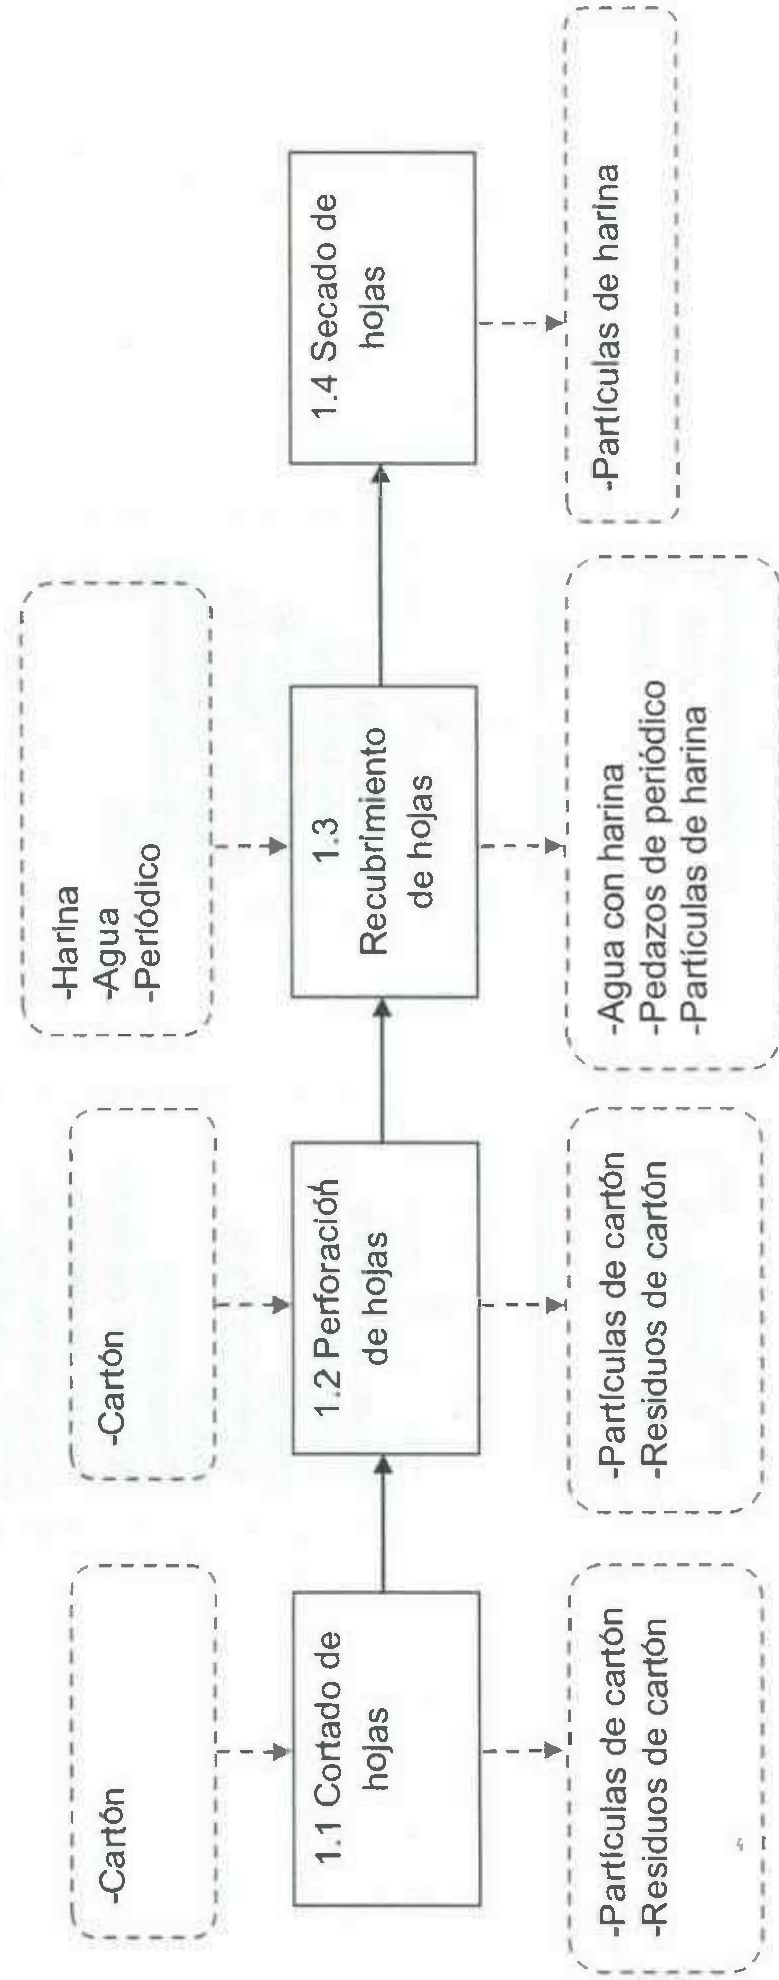 -Cartón
-Cartón
-Harina
-Agua
-Periódico
1.1 Cortado de
hojas
1.2 Perforación
de hojas
1.3
Recubrimiento
de hojas
1.4 Secado de
hojas
-Partículas de cartón
-Residuos de cartón
-Partículas de cartón
-Residuos de cartón
-Agua con harina
-Pedazos de periódico
-Partículas de harina
-Partículas de harina